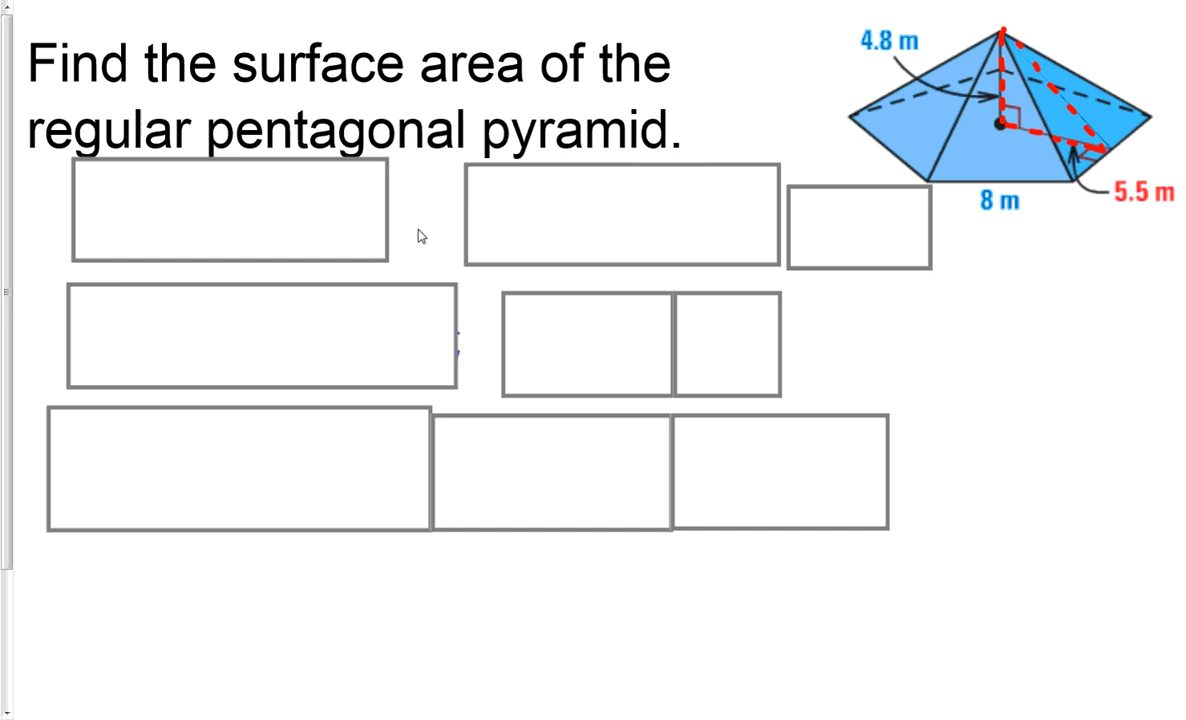 Find the surface area of the
regular pentagonal pyramid.
4.8 m
8 m
5.5 m